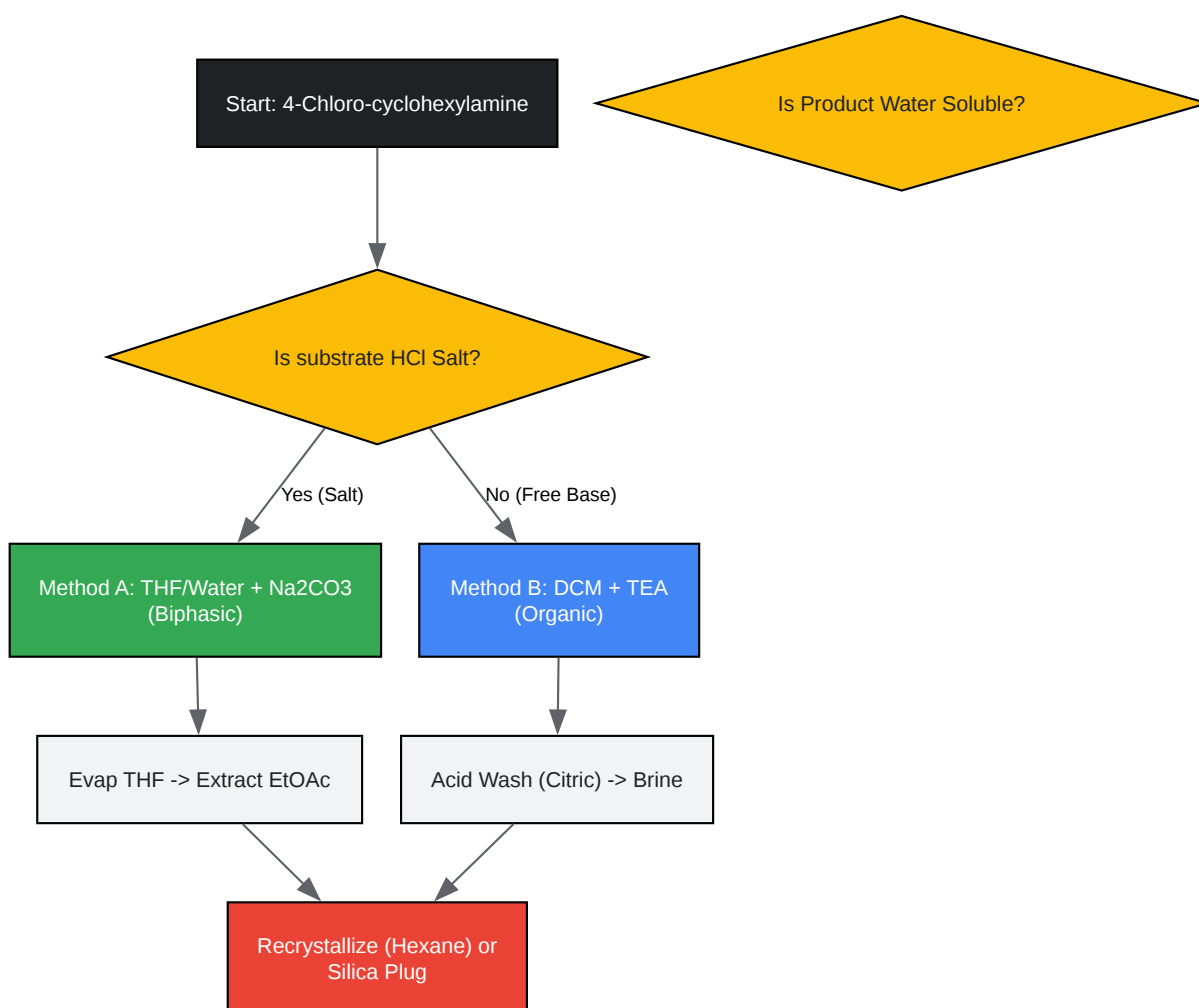 Start: 4-Chloro-cyclohexylamine
Is Product Water Soluble?
Is substrate HCl Salt?
Yes (Salt)
No (Free Base)
Method A: THF/Water + Na2CO3
(Biphasic)
Method B: DCM + TEA
(Organic)
Evap THF -> Extract EtOAc
Acid Wash (Citric) -> Brine
Recrystallize (Hexane) or
Silica Plug